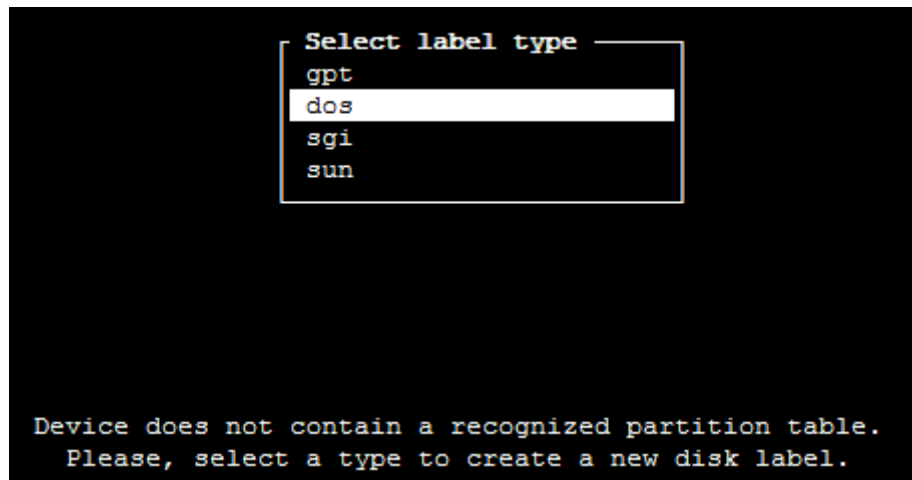 Select label type
gpt
dos
sgi
sun
Device does not contain a recognized partition table.
Please, select a type to create a new disk label.